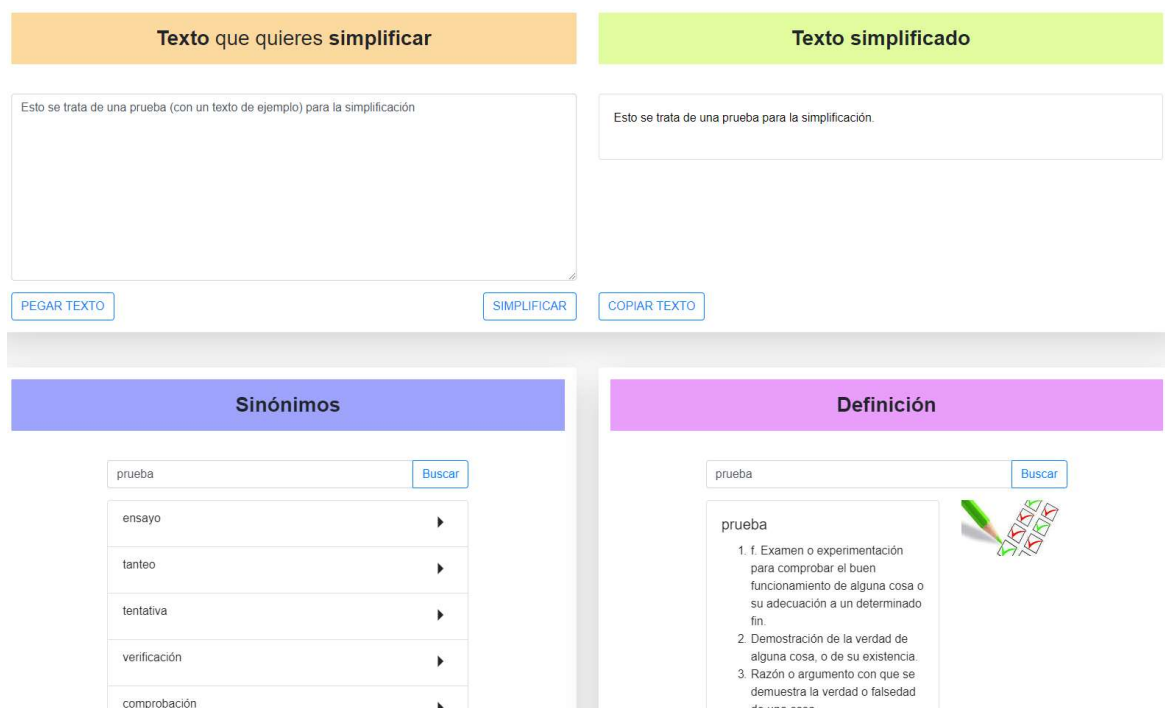 Texto que quieres simplificar
Texto simplificado
Esto se trata de una prueba (con un texto de ejemplo) para la simplificación
Esto se trata de una prueba para la simplificación.
PEGAR TEXTO
SIMPLIFICAR
COPIAR TEXTO
Sinónimos
prueba
Buscar
ensayo
tanteo
tentativa
verificación
comprobación
Definición
prueba
Buscar
prueba
1. f. Examen o experimentación
para comprobar el buen
funcionamiento de alguna cosa o
su adecuación a un determinado
fin.
2. Demostración de la verdad de
alguna cosa, o de su existencia.
3. Razón o argumento con que se
demuestra la verdad o falsedad
de una cosa